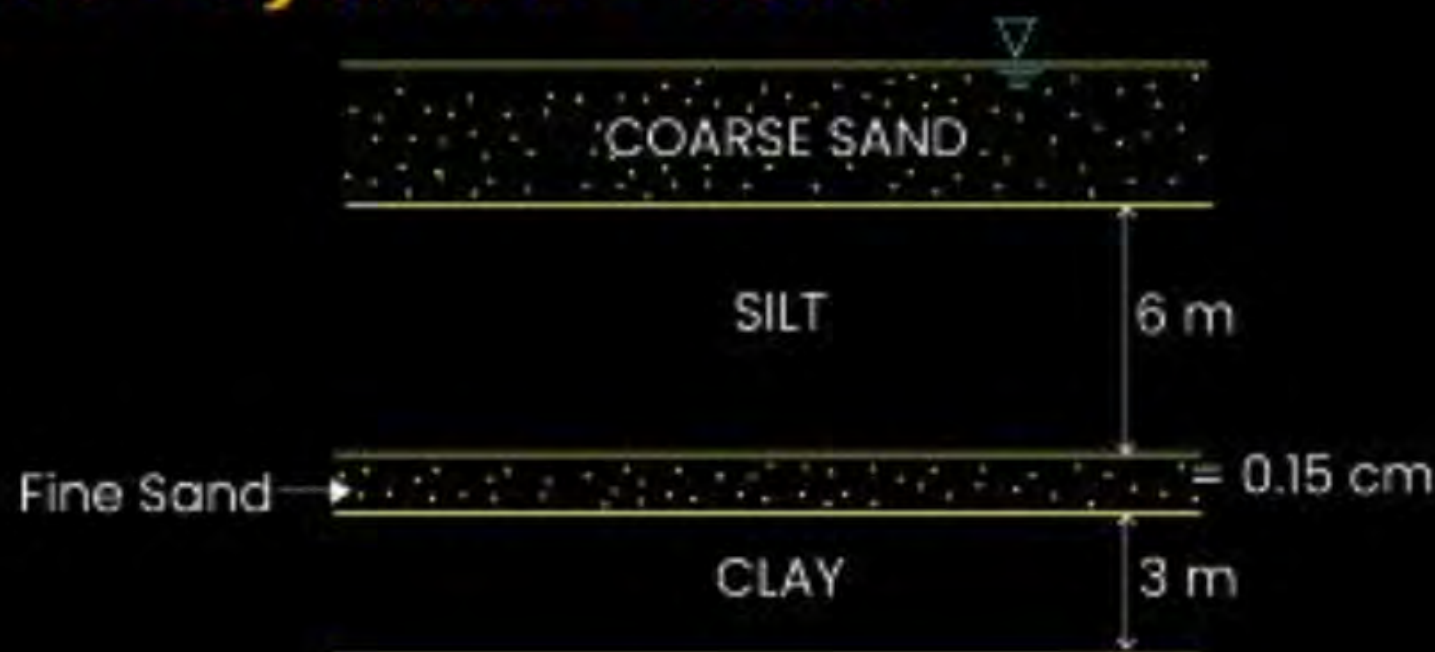 COARSE SAND
SILT
6 m
Fine Sand
= 0.15 cm
CLAY
3 m